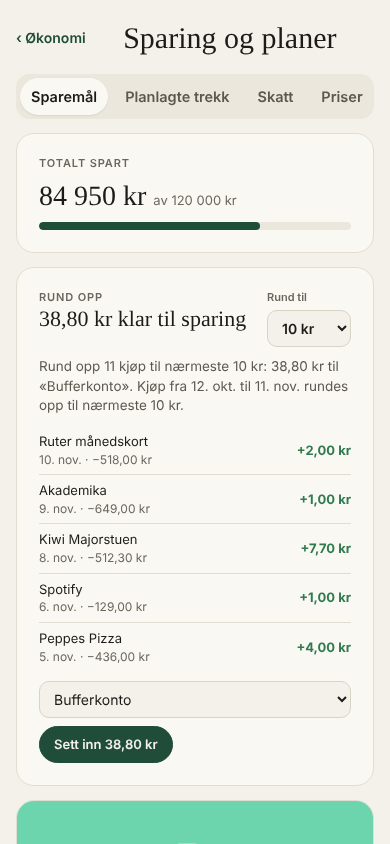 ‹ Økonomi
Sparing og planer
Sparemål
Planlagte trekk
Skatt
Priser
TOTALT SPART
84 950 kr av 120 000 kr
RUND OPP
38,80 kr klar til sparing
Rund til
10 kr
Rund opp 11 kjøp til nærmeste 10 kr: 38,80 kr til
«Bufferkonto». Kjøp fra 12. okt. til 11. nov. rundes
opp til nærmeste 10 kr.
Ruter månedskort
10. nov. · −518,00 kr
+2,00 kr
Akademika
9. nov. · −649,00 kr
+1,00 kr
Kiwi Majorstuen
8. nov. · −512,30 kr
+7,70 kr
Spotify
6. nov. · −129,00 kr
+1,00 kr
Peppes Pizza
5. nov. · −436,00 kr
+4,00 kr
Bufferkonto
Sett inn 38,80 kr